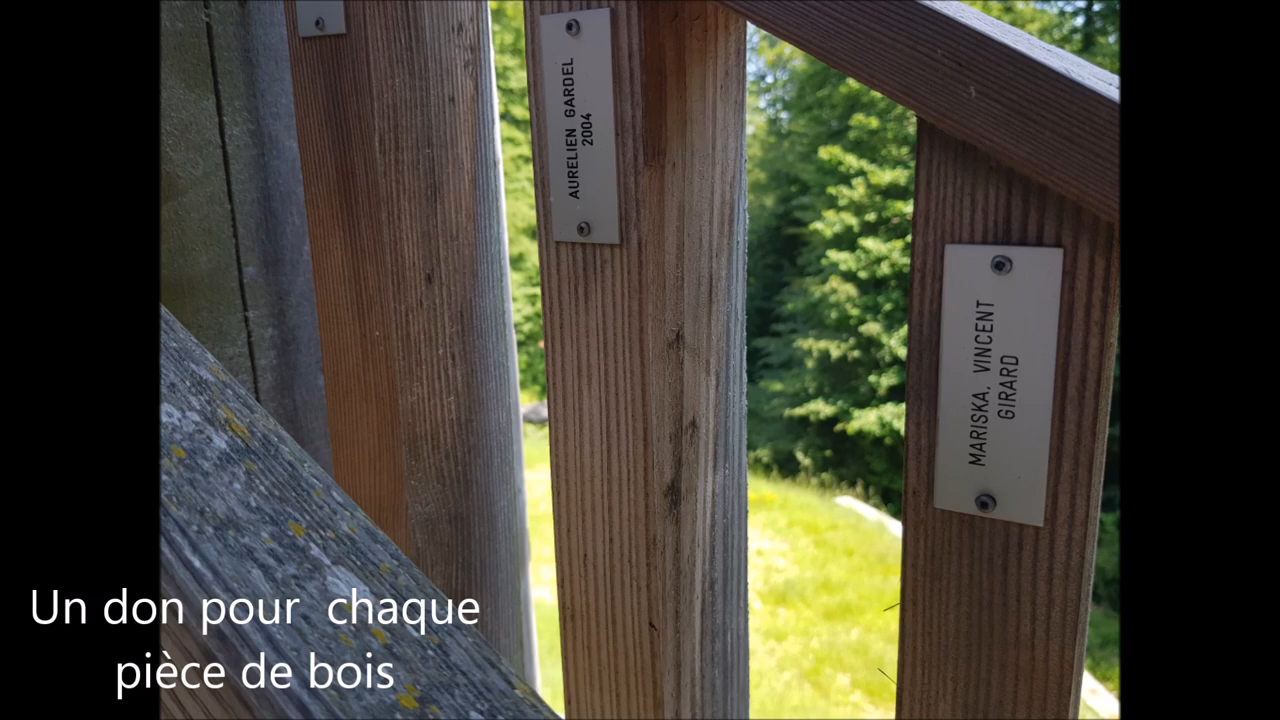 AURELIEN GARDEL
2004
MARISKA. VINCENT
GIRARD
Un don pour chaque
pièce de bois